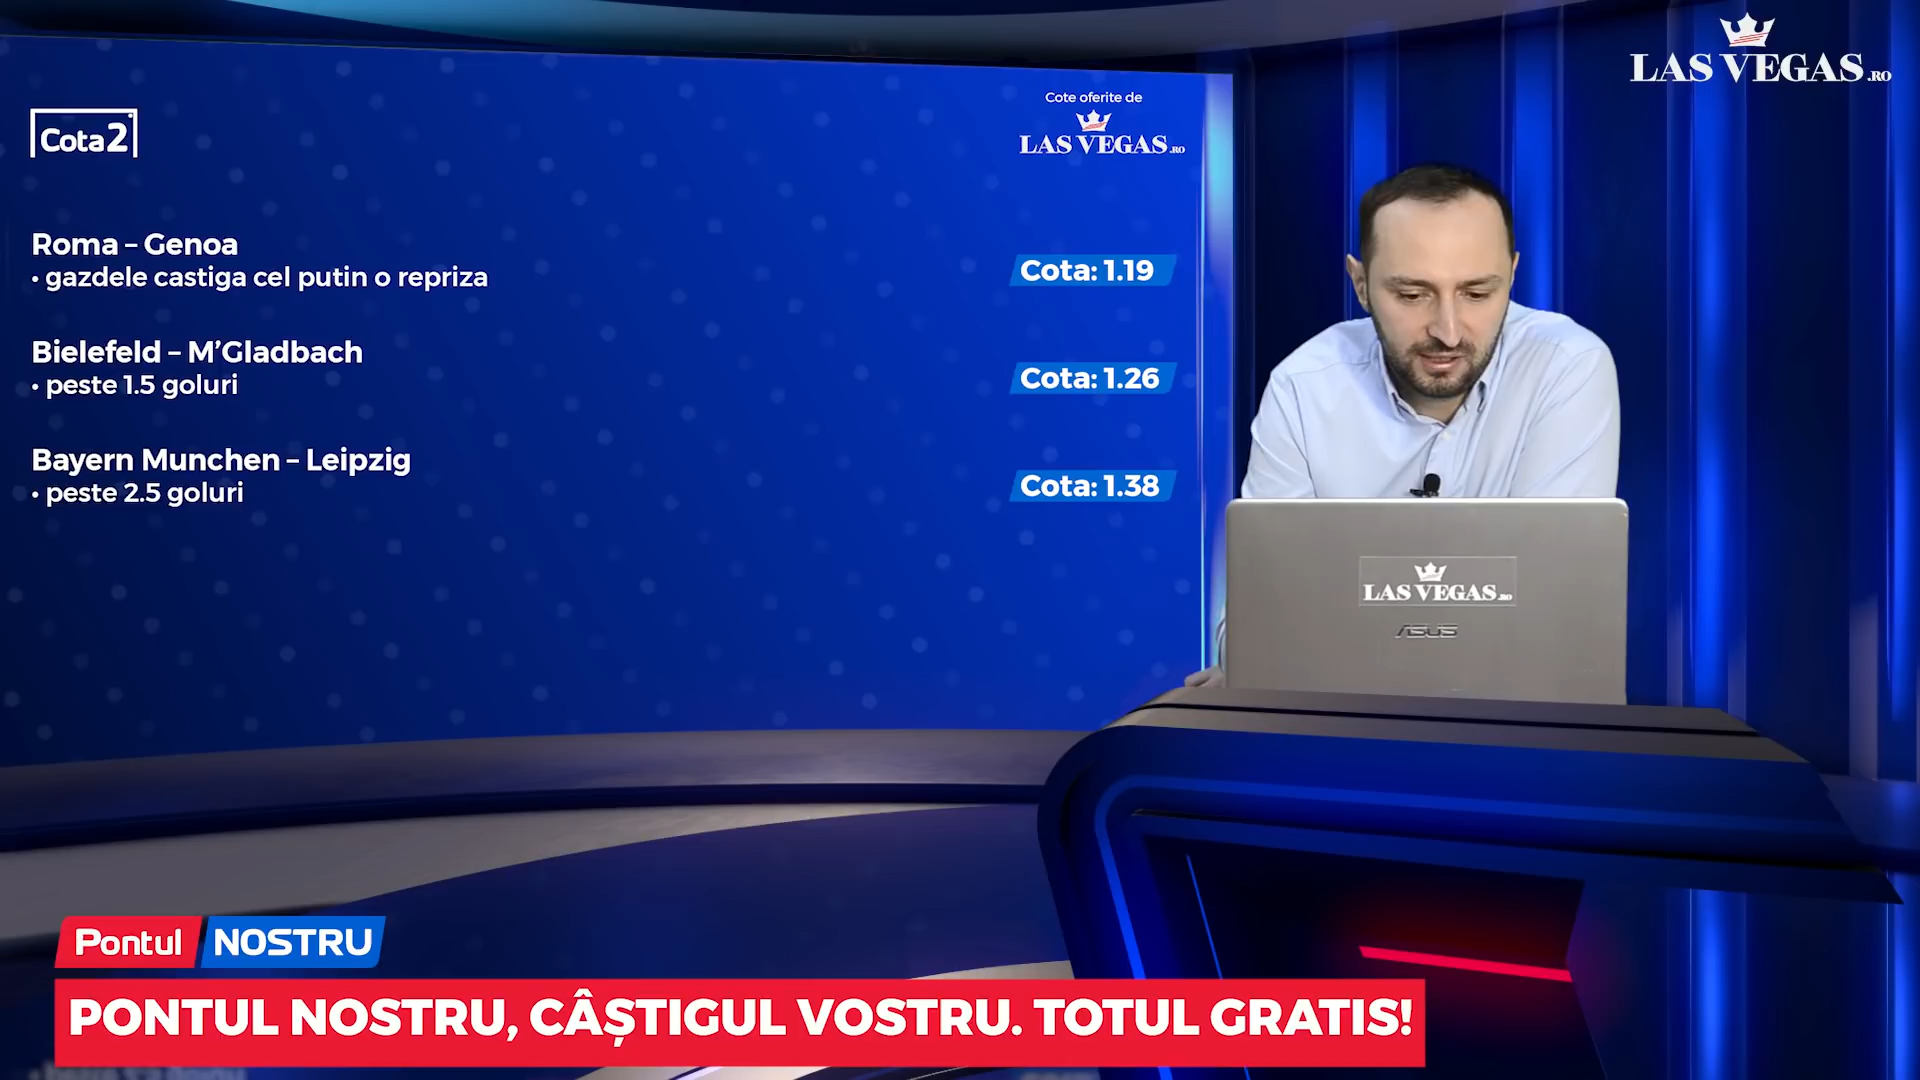 LAS VEGAS.RO
Cota2
Cote oferite de
LAS VEGAS.RO
Roma – Genoa
• gazdele castiga cel putin o repriza
Cota: 1.19
Bielefeld – M’Gladbach
• peste 1.5 goluri
Cota: 1.26
Bayern Munchen – Leipzig
• peste 2.5 goluri
Cota: 1.38
LAS VEGAS.RO
ASUS
Pontul NOSTRU
PONTUL NOSTRU, CÂȘTIGUL VOSTRU. TOTUL GRATIS!